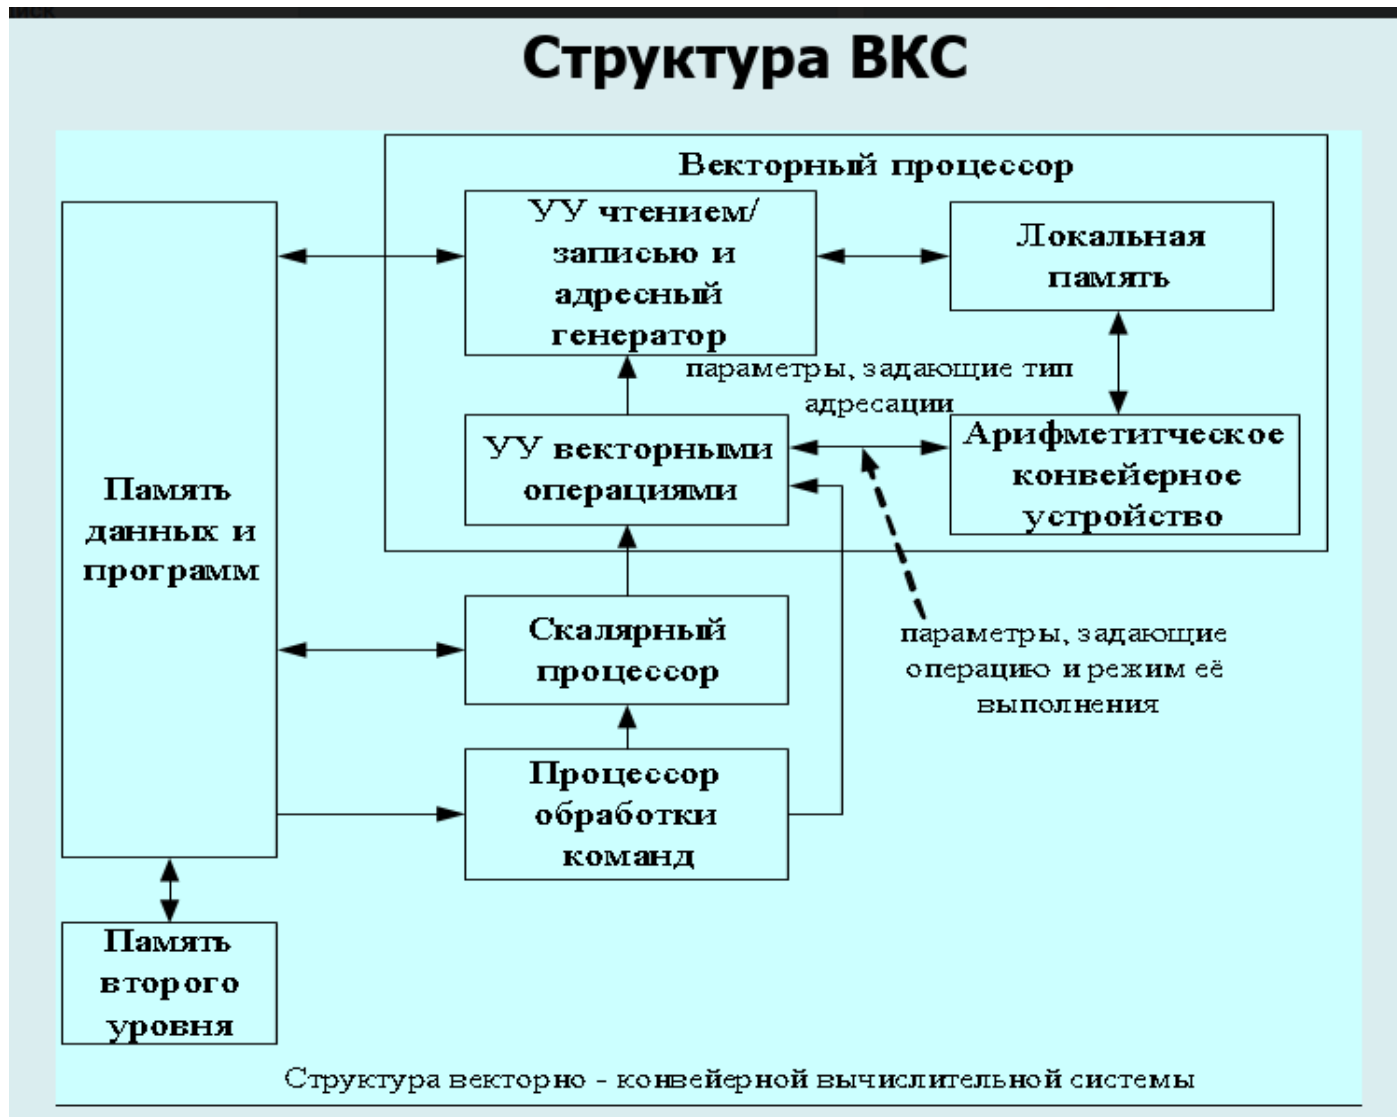 Структура ВКС
Векторный процессор
УУ чтением/
записью и
адресный
генератор
Локальная
память
параметры, задающие тип
адресации
УУ векторными
операциями
Арифметитческое
конвейерное
устройство
Память
данных и
программ
Скалярный
процессор
параметры, задающие
операцию и режим её
выполнения
Процессор
обработки
команд
Память
второго
уровня
Структура векторно - конвейерной вычислительной системы